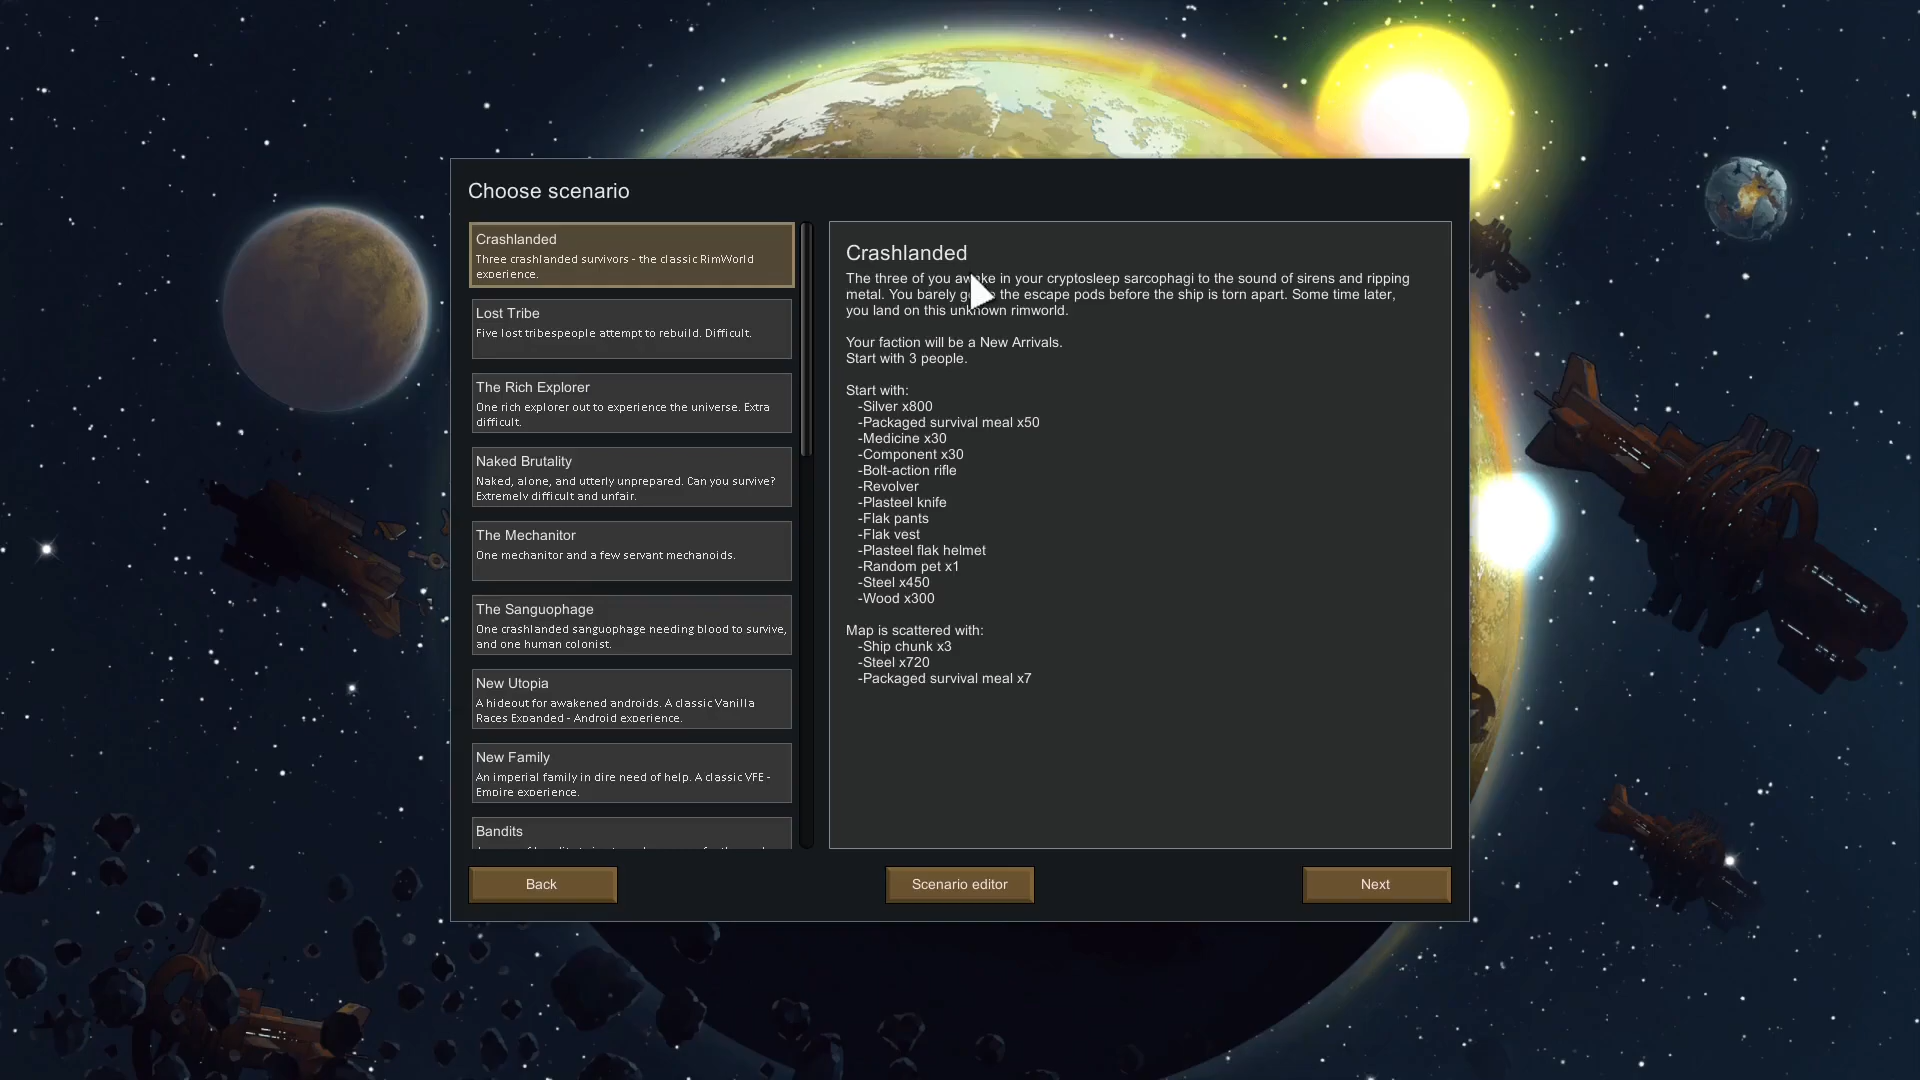 Choose scenario
Crashlanded
Three crashlanded survivors - the classic RimWorld
experience.
Lost Tribe
Five lost tribespeople attempt to rebuild. Difficult.
The Rich Explorer
One rich explorer out to experience the universe. Extra
difficult.
Naked Brutality
Naked, alone, and utterly unprepared. Can you survive?
Extremely difficult and unfair.
The Mechanitor
One mechanitor and a few servant mechanoids.
The Sanguophage
One crashlanded sanguophage needing blood to survive,
and one human colonist.
New Utopia
A hideout for awakened androids. A classic Vanilla
Races Expanded - Android experience.
New Family
An imperial family in dire need of help. A classic VFE -
Empire experience.
Bandits
Crashlanded
The three of you awake in your cryptosleep sarcophagi to the sound of sirens and ripping
metal. You barely the escape pods before the ship is torn apart. Some time later,
you land on this unknown rimworld.
Your faction will be a New Arrivals.
Start with 3 people.
Start with:
-Silver x800
-Packaged survival meal x50
-Medicine x30
-Component x30
-Bolt-action rifle
-Revolver
-Plasteel knife
-Flak pants
-Flak vest
-Plasteel flak helmet
-Random pet x1
-Steel x450
-Wood x300
Map is scattered with:
-Ship chunk x3
-Steel x720
-Packaged survival meal x7
Back
Scenario editor
Next